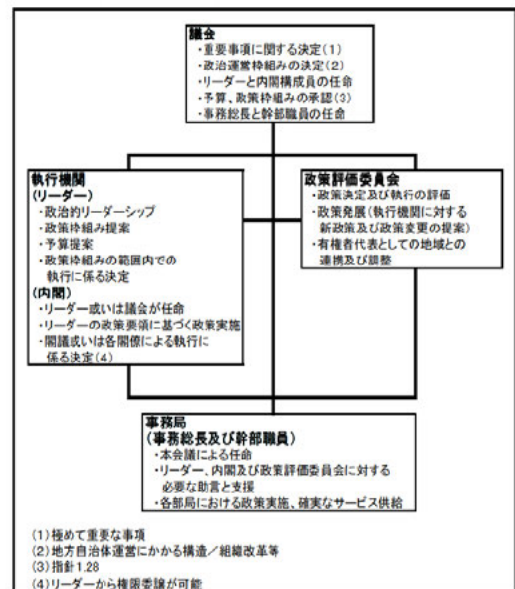 議会
・重要事項に関する決定(1)
・政治運営枠組みの決定(2)
・リーダーと内閣構成員の任命
・予算、政策枠組みの承認(3)
・事務総長と幹部職員の任命
執行機関
(リーダー)
・政治的リーダーシップ
・政策枠組み提案
・予算提案
・政策枠組みの範囲内での
執行に係る決定
(内閣)
・リーダー或いは議会が任命
・リーダーの政策要領に基づく政策実施
・閣議或いは各閣僚による執行に
係る決定(4)
政策評価委員会
・政策決定及び執行の評価
・政策発展(執行機関に対する
新政策及び政策変更の提案)
・有権者代表としての地域との
連携及び調整
事務局
(事務総長及び幹部職員)
・本会議による任命
・リーダー、内閣及び政策評価委員会に対する
必要な助言と支援
・各部局における政策実施、確実なサービス供給
(1)極めて重要な事項
(2)地方自治体運営にかかる構造/組織改革等
(3)指針1.28
(4)リーダーから権限委譲が可能